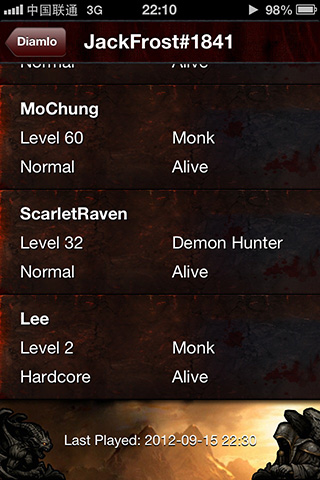 中国联通 3G 22:10 98%
Diamlo JackFrost#1841
Normal Alive
MoChung
Level 60 Monk
Normal Alive
ScarletRaven
Level 32 Demon Hunter
Normal Alive
Lee
Level 2 Monk
Hardcore Alive
Last Played: 2012-09-15 22:30